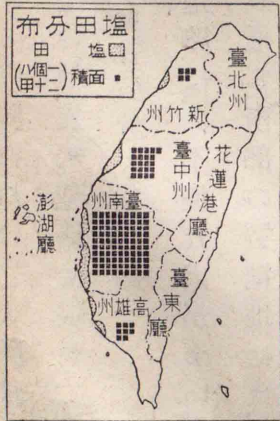 塩田分布
塩田
面積
(一個ハ二十甲)
臺北州
新竹州
臺中州
花蓮港廳
臺南州
澎湖廳
臺東廳
高雄州